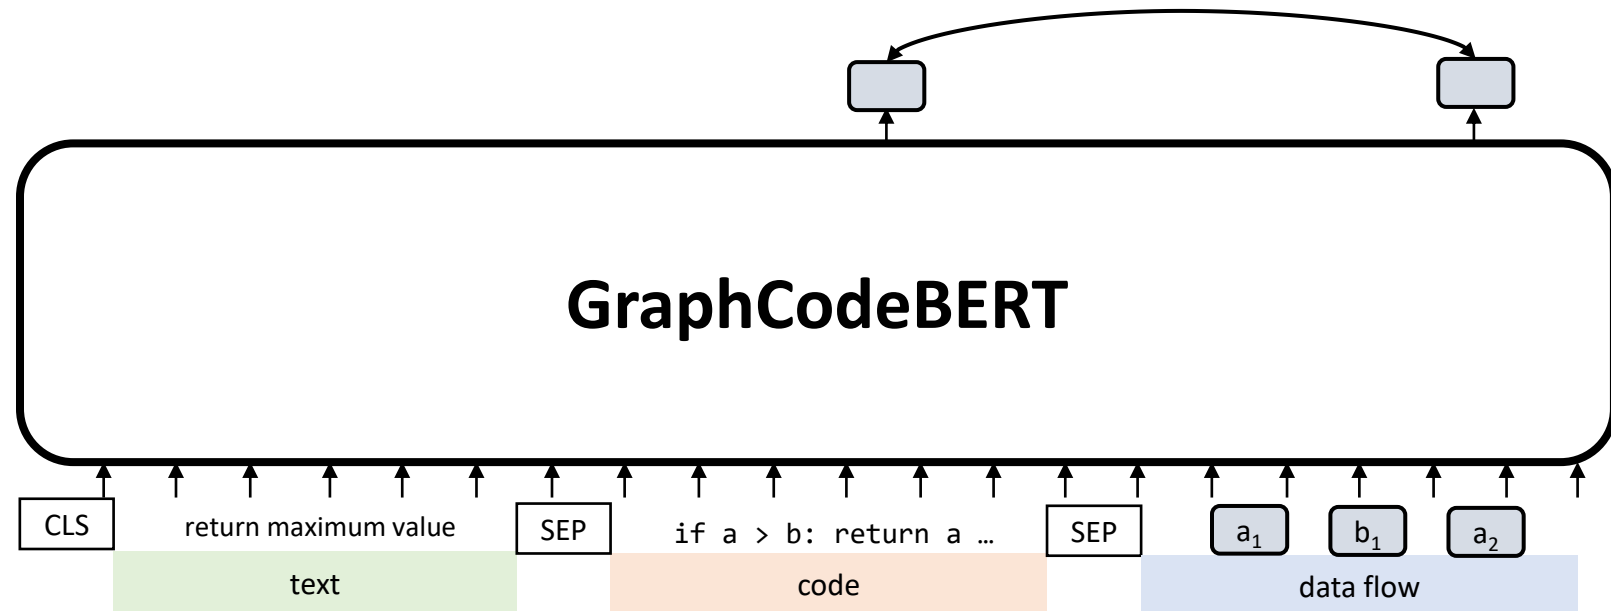 GraphCodeBERT
CLS return maximum value SEP if a > b: return a … SEP a₁ b₁ a₂
text code data flow